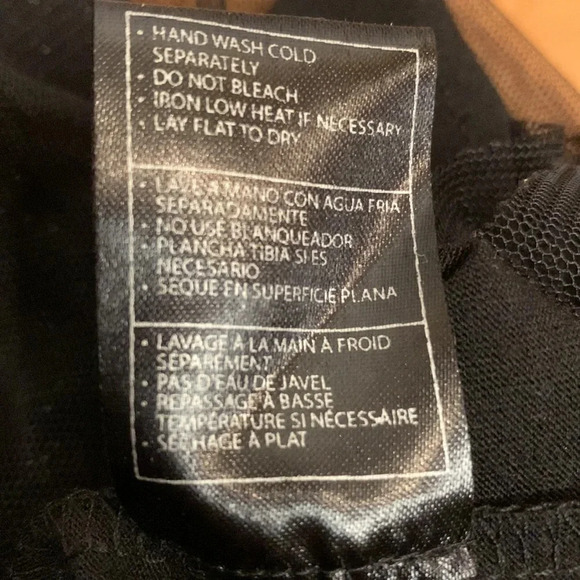 • HAND WASH COLD
SEPARATELY
• DO NOT BLEACH
• IRON LOW HEAT IF NECESSARY
• LAY FLAT TO DRY
• LAVE A MANO CON AGUA FRIA
SEPARADAMENTE
• NO USE BLANQUEADOR
• PLANCHA TIBIA SI ES
NECESARIO
• SEQUE EN SUPERFICIE PLANA
• LAVAGE À LA MAIN À FROID
SÉPARÉMENT
• PAS D'EAU DE JAVEL
• REPASSAGE À BASSE
TEMPÉRATURE SI NÉCESSAIRE
• SÉCHAGE À PLAT